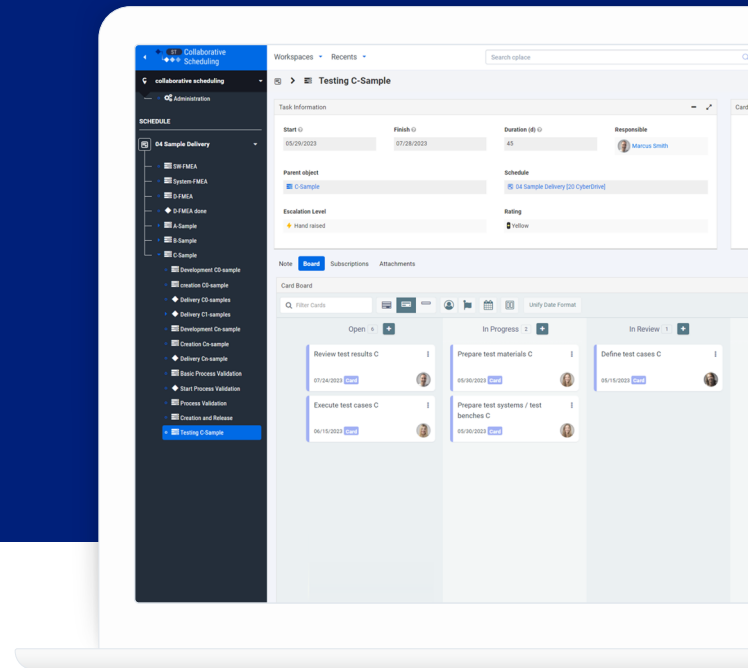 07 Collaborative
Scheduling
collaborative scheduling
Administration
SCHEDULE
04 Sample Delivery
SW-FMEA
System-FMEA
D-FMEA
D-FMEA done
A-Sample
B-Sample
C-Sample
Development C0-sample
creation C0-Sample
Delivery C0-samples
Delivery C1-samples
Development Cn-sample
Creation Cn-sample
Delivery Cn-sample
Basic Process Validation
Start Process Validation
Process Validation
Creation and Release
Testing C-Sample
Workspaces Recents Search oplace
Testing C-Sample
Task Information Card
Start Finish Duration (d) Responsible
05/29/2023 07/28/2023 45 Marcus Smith
Parent object Schedule
C-Sample 04 Sample Delivery [20 CyberDrive]
Escalation Level Rating
Hand raised Yellow
Note Board Subscriptions Attachments
Card Board
Filter Cards Unify Date Format
Open 6 + In Progress 2 + In Review 1 +
Review test results C Prepare test materials C Define test cases C
07/24/2023 Card 05/30/2023 Card 05/15/2023 Card
Execute test cases C Prepare test systems / test
benches C
06/15/2023 Card 05/30/2023 Card